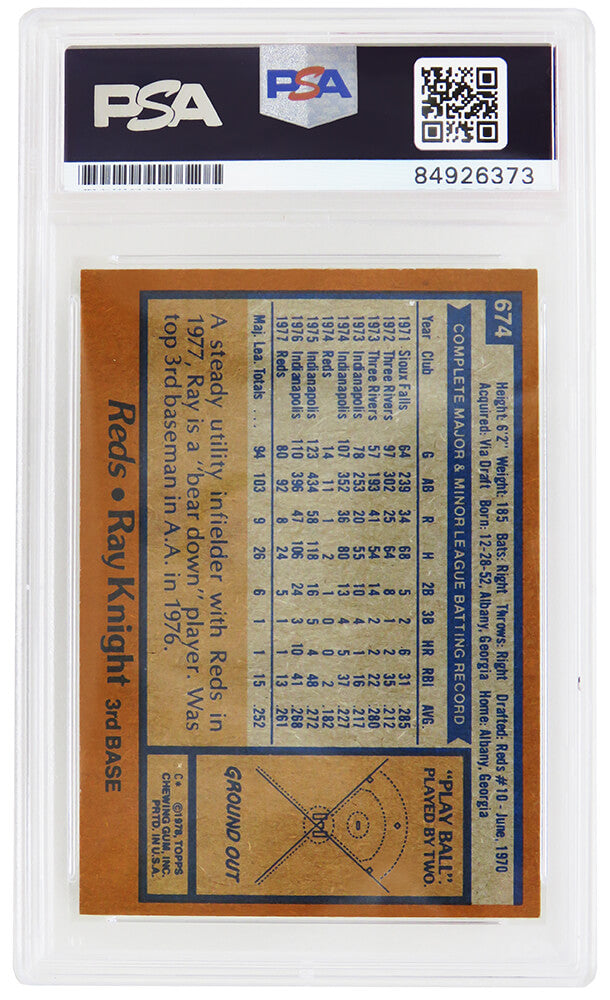 PSA
PSA
84926373
674
Height: 6'2" Weight: 185 Bats: Right Throws: Right Drafted: Reds #10 - June, 1970
Acquired: Via Draft Born: 12-28-52, Albany, Georgia Home: Albany, Georgia
COMPLETE MAJOR & MINOR LEAGUE BATTING RECORD
Year Club G AB R H 2B 3B HR RBI AVG.
1971 Sioux Falls 64 239 34 68 5 2 6 31 .285
1972 Three Rivers 97 302 25 64 8 1 2 35 .212
1973 Three Rivers 57 193 41 54 14 2 2 22 .280
1973 Indianapolis 78 253 20 55 10 4 1 16 .217
1974 Indianapolis 107 352 36 80 13 4 5 37 .227
1974 Reds 14 11 1 2 1 0 0 2 .182
1975 Indianapolis 123 434 58 118 16 5 4 48 .272
1976 Indianapolis 110 396 47 106 24 3 10 41 .268
1977 Reds 80 92 8 24 5 1 1 13 .261
Maj. Lea. Totals .... 94 103 9 26 6 1 1 15 .252
A steady utility infielder with Reds in
1977, Ray is a "bear down" player. Was
top 3rd baseman in A.A. in 1976.
Reds • Ray Knight 3rd BASE
"PLAY BALL".
PLAYED BY TWO.
GROUND OUT
C* ©1978, TOPPS
CHEWING GUM, INC.
PRTD. IN U.S.A.